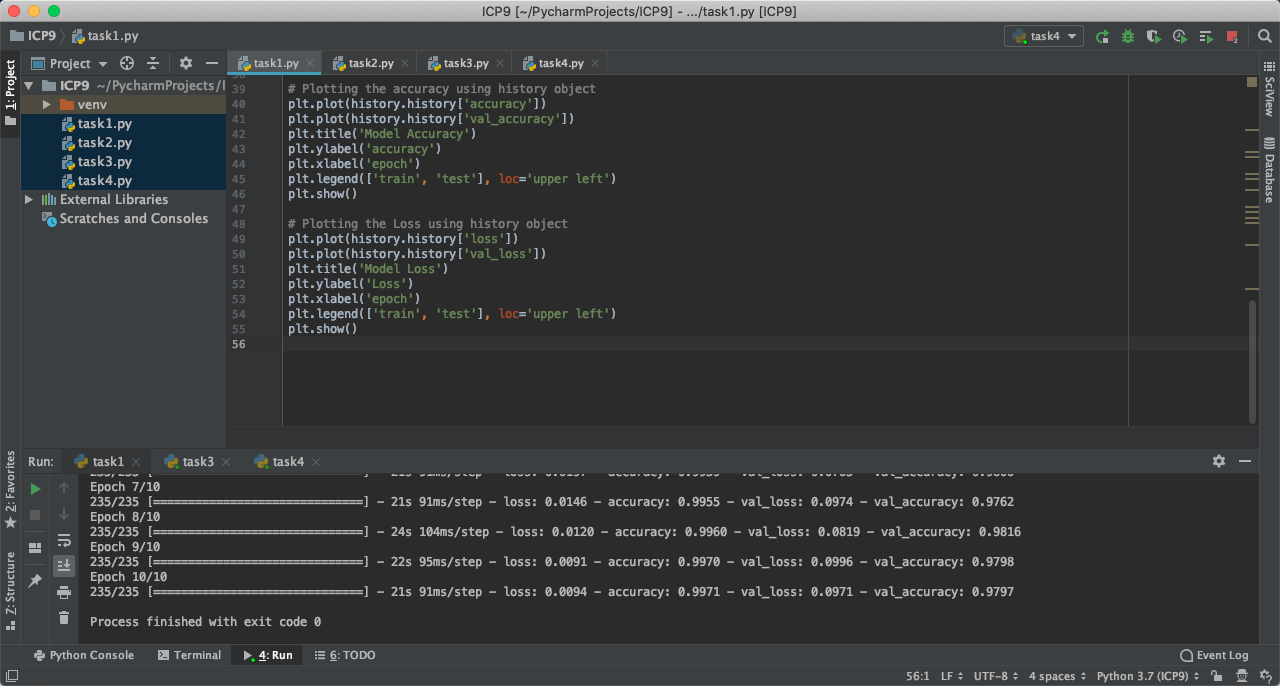 ICP9 [~/PycharmProjects/ICP9] - .../task1.py [ICP9]
ICP9 task1.py task4
1: Project
Project
task1.py task2.py task3.py task4.py
ICP9 ~/PycharmProjects/I
venv
task1.py
task2.py
task3.py
task4.py
External Libraries
Scratches and Consoles
39 # Plotting the accuracy using history object
40 plt.plot(history.history['accuracy'])
41 plt.plot(history.history['val_accuracy'])
42 plt.title('Model Accuracy')
43 plt.ylabel('accuracy')
44 plt.xlabel('epoch')
45 plt.legend(['train', 'test'], loc='upper left')
46 plt.show()
47
48 # Plotting the Loss using history object
49 plt.plot(history.history['loss'])
50 plt.plot(history.history['val_loss'])
51 plt.title('Model Loss')
52 plt.ylabel('Loss')
53 plt.xlabel('epoch')
54 plt.legend(['train', 'test'], loc='upper left')
55 plt.show()
56
SciView
Database
2: Favorites
Z: Structure
Run: task1 task3 task4
Epoch 7/10
235/235 [==============================] - 21s 91ms/step - loss: 0.0146 - accuracy: 0.9955 - val_loss: 0.0974 - val_accuracy: 0.9762
Epoch 8/10
235/235 [==============================] - 24s 104ms/step - loss: 0.0120 - accuracy: 0.9960 - val_loss: 0.0819 - val_accuracy: 0.9816
Epoch 9/10
235/235 [==============================] - 22s 95ms/step - loss: 0.0091 - accuracy: 0.9970 - val_loss: 0.0996 - val_accuracy: 0.9798
Epoch 10/10
235/235 [==============================] - 21s 91ms/step - loss: 0.0094 - accuracy: 0.9971 - val_loss: 0.0971 - val_accuracy: 0.9797
Process finished with exit code 0
Python Console Terminal 4: Run 6: TODO Event Log
56:1 LF UTF-8 4 spaces Python 3.7 (ICP9)